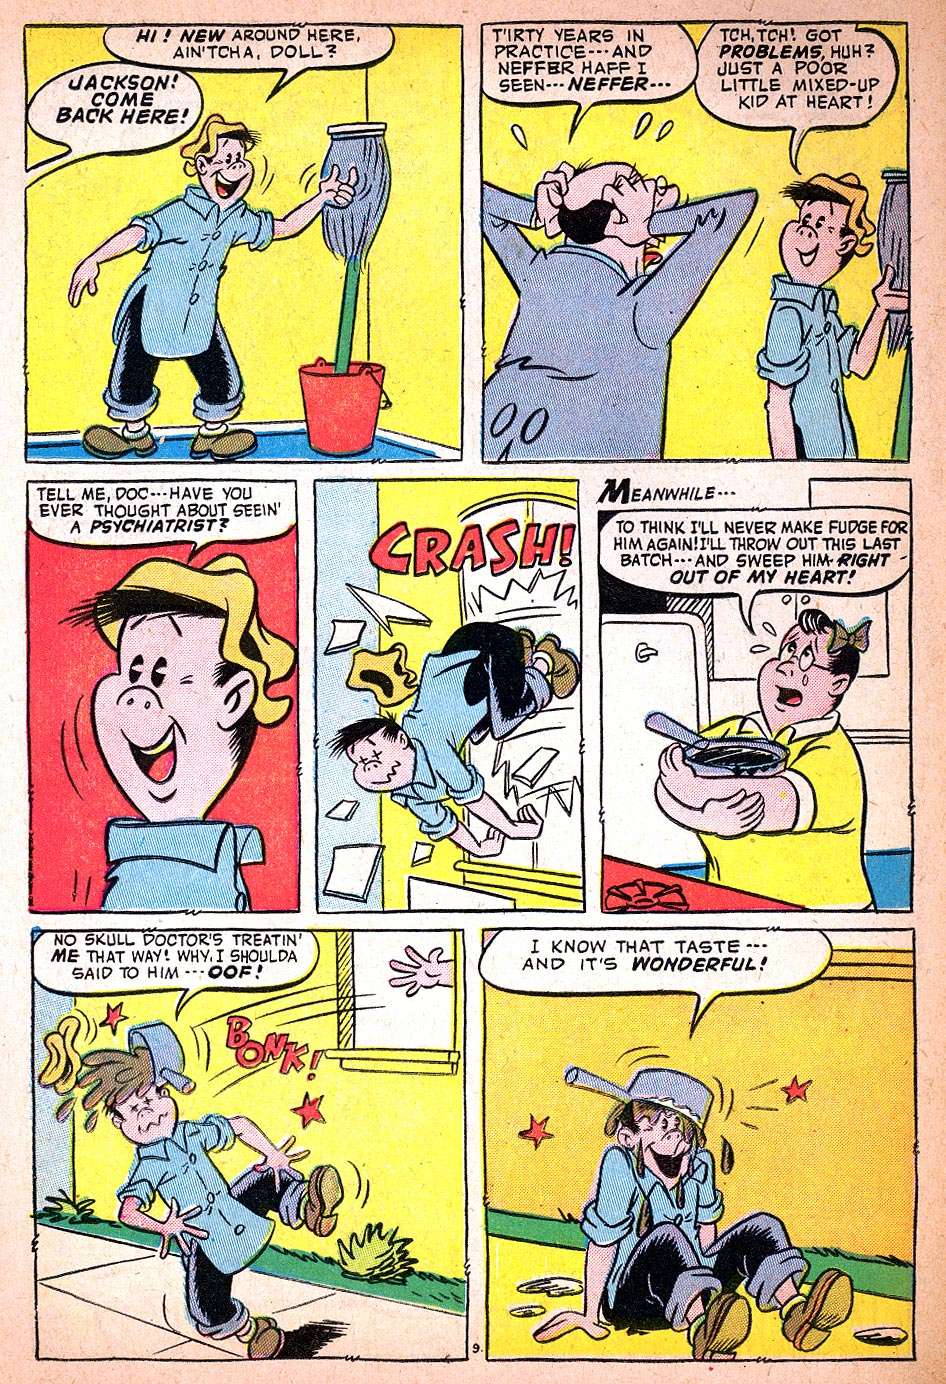 HI! NEW AROUND HERE,
AIN'TCHA, DOLL?
JACKSON!
COME
BACK HERE!
T'IRTY YEARS IN
PRACTICE---AND
NEFFER HAFF I
SEEN---NEFFER---
TCH, TCH! GOT
PROBLEMS, HUH?
JUST A POOR
LITTLE MIXED-UP
KID AT HEART!
TELL ME, DOC---HAVE YOU
EVER THOUGHT ABOUT SEEIN'
A PSYCHIATRIST?
CRASH!
MEANWHILE---
TO THINK I'LL NEVER MAKE FUDGE FOR
HIM AGAIN! I'LL THROW OUT THIS LAST
BATCH---AND SWEEP HIM RIGHT
OUT OF MY HEART!
NO SKULL DOCTOR'S TREATIN'
ME THAT WAY! WHY, I SHOULDA
SAID TO HIM---OOF!
BONK!
I KNOW THAT TASTE---
AND IT'S WONDERFUL!
9.